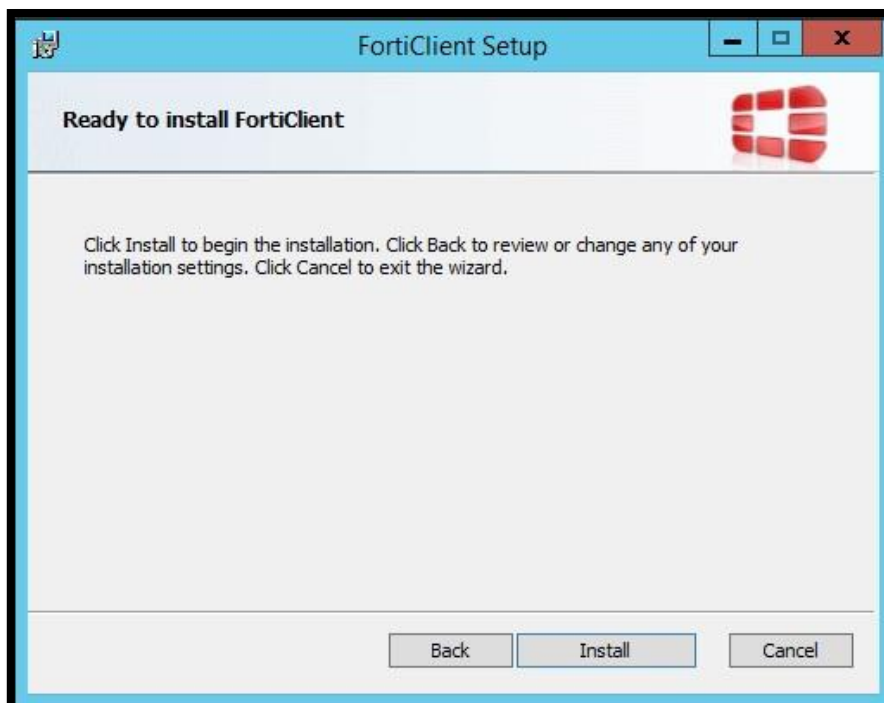 FortiClient Setup
Ready to install FortiClient
Click Install to begin the installation. Click Back to review or change any of your
installation settings. Click Cancel to exit the wizard.
Back
Install
Cancel